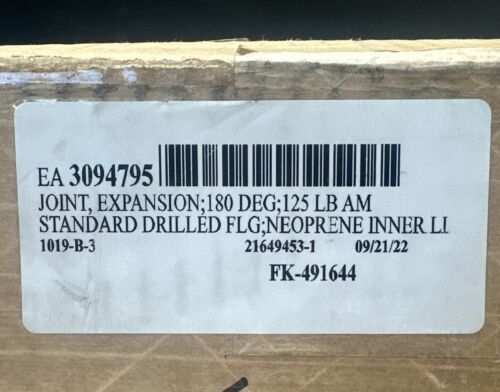 EA 3094795
JOINT, EXPANSION;180 DEG;125 LB AM
STANDARD DRILLED FLG;NEOPRENE INNER LI
1019-B-3 21649453-1 09/21/22
FK-491644